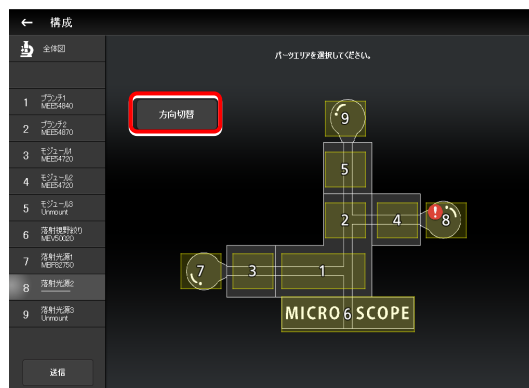 ← 構成
全体図
パーツエリアを選択してください。
1 ブランチ1
MEE54840
2 ブランチ2
MEE54870
3 モジュール1
MEE54720
4 モジュール2
MEE54720
5 モジュール3
Unmount
6 落射視野絞り
MEV50020
7 落射光源1
MBF82750
8 落射光源2
9 落射光源3
Unmount
送信
方向切替
9
5
2
4
!
8
7
3
1
MICRO 6 SCOPE